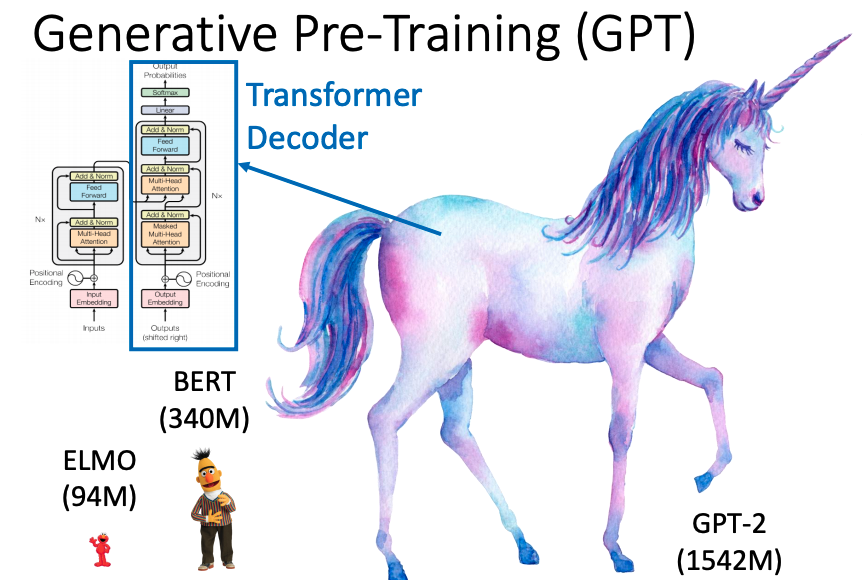 Generative Pre-Training (GPT)
Output
Probabilities
Softmax
Linear
Add & Norm
Feed
Forward
Add & Norm
Multi-Head
Attention
Add & Norm
Masked
Multi-Head
Attention
Nx
Positional
Encoding
Output
Embedding
Outputs
(shifted right)
Add & Norm
Feed
Forward
Add & Norm
Multi-Head
Attention
Nx
Positional
Encoding
Input
Embedding
Inputs
Transformer
Decoder
ELMO
(94M)
BERT
(340M)
GPT-2
(1542M)